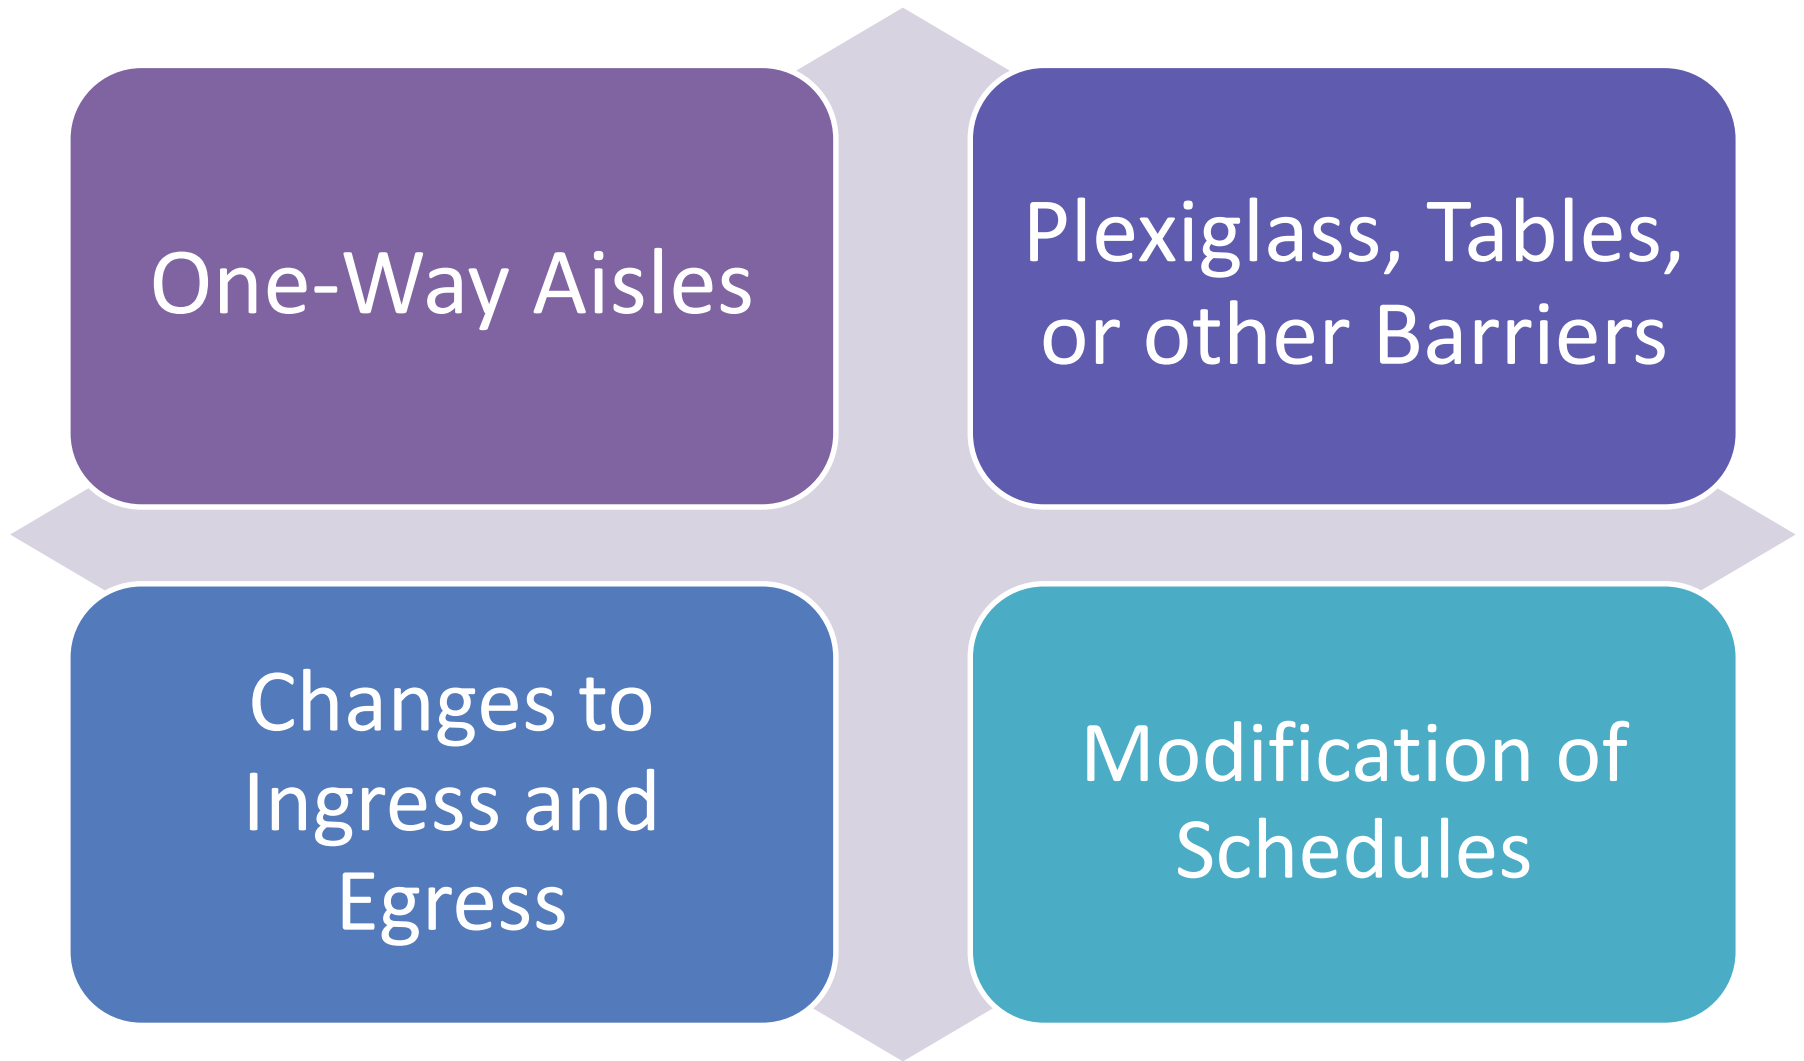 One-Way Aisles
Plexiglass, Tables,
or other Barriers
Changes to
Ingress and
Egress
Modification of
Schedules